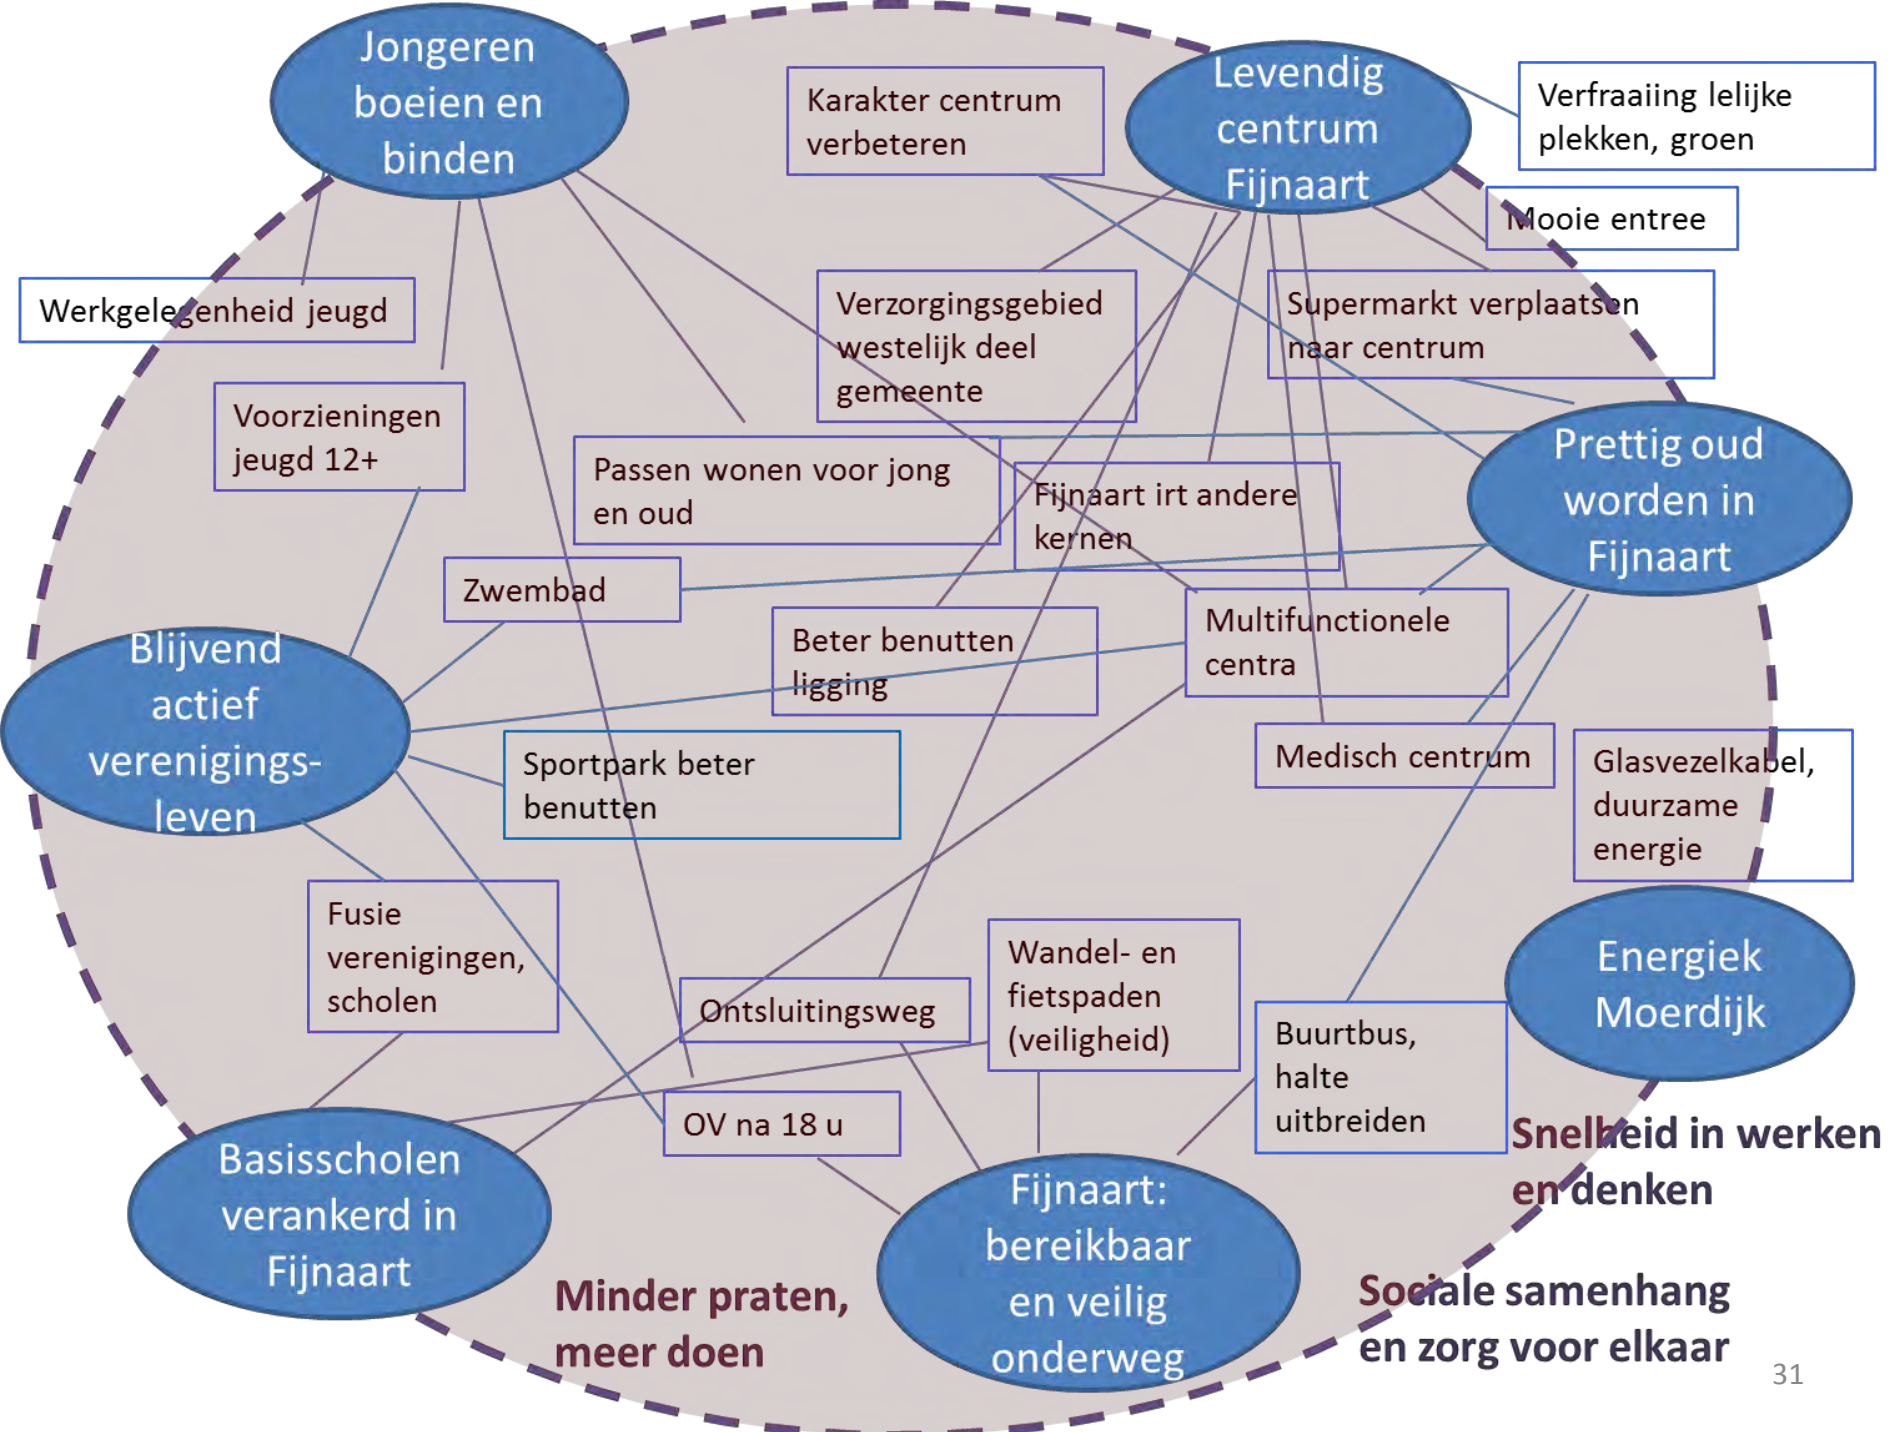 Jongeren
boeien en
binden
Karakter centrum
verbeteren
Levendig
centrum
Fijnaart
Verfraaiing lelijke
plekken, groen
Mooie entree
Werkgelegenheid jeugd
Verzorgingsgebied
westelijk deel
gemeente
Supermarkt verplaatsen
naar centrum
Voorzieningen
jeugd 12+
Passen wonen voor jong
en oud
Fijnaart irt andere
kernen
Prettig oud
worden in
Fijnaart
Zwembad
Beter benutten
ligging
Multifunctionele
centra
Blijvend
actief
verenigings-
leven
Sportpark beter
benutten
Medisch centrum
Glasvezelkabel,
duurzame
energie
Fusie
verenigingen,
scholen
Ontsluitingsweg
Wandel- en
fietspaden
(veiligheid)
Buurtbus,
halte
uitbreiden
Energiek
Moerdijk
OV na 18 u
Snelheid in werken
en denken
Basisscholen
verankerd in
Fijnaart
Fijnaart:
bereikbaar
en veilig
onderweg
Minder praten,
meer doen
Sociale samenhang
en zorg voor elkaar
31